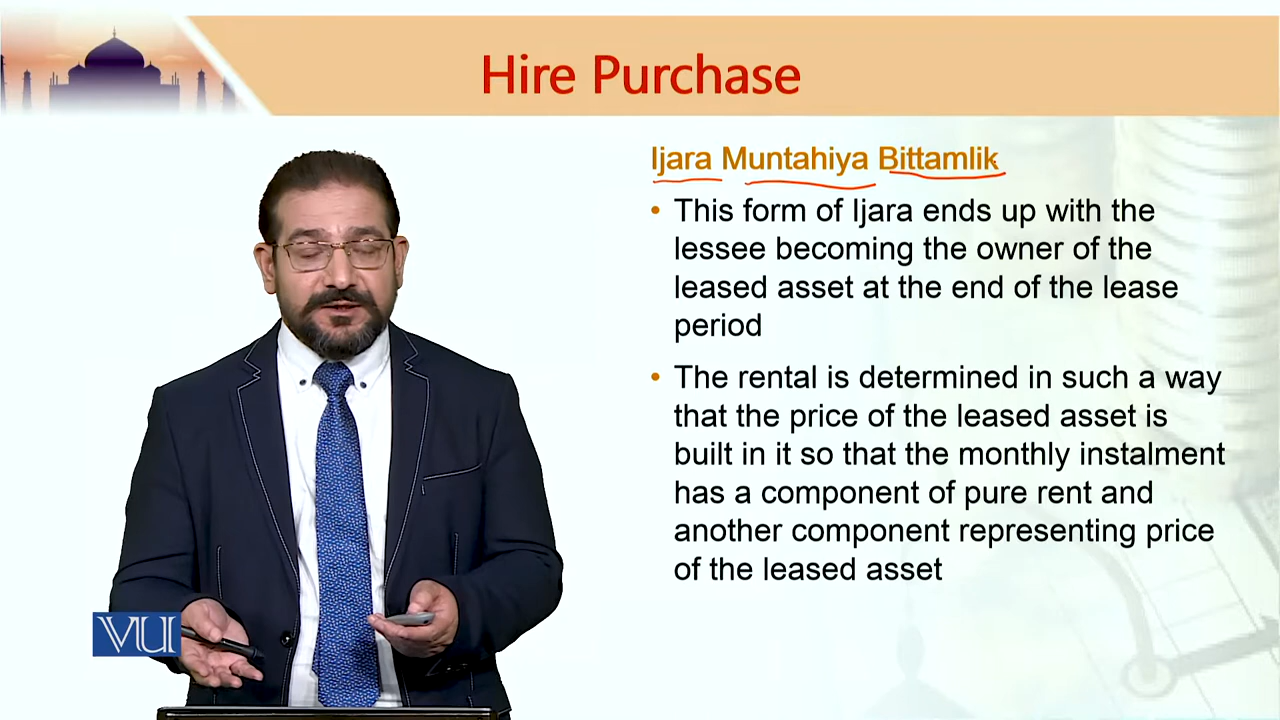 Hire Purchase
Ijara Muntahiya Bittamlik
• This form of Ijara ends up with the
lessee becoming the owner of the
leased asset at the end of the lease
period
• The rental is determined in such a way
that the price of the leased asset is
built in it so that the monthly instalment
has a component of pure rent and
another component representing price
of the leased asset
VU